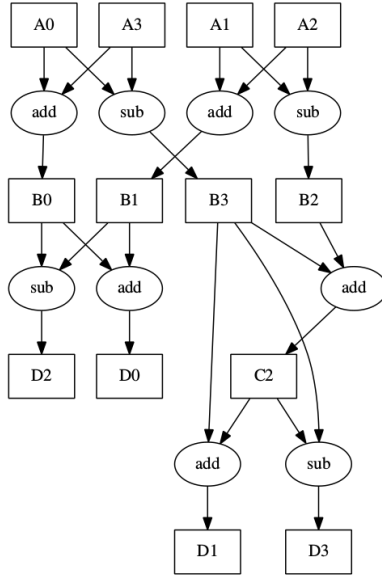 A0 A3 A1 A2
add sub add sub
B0 B1 B3 B2
sub add add
D2 D0 C2
add sub
D1 D3